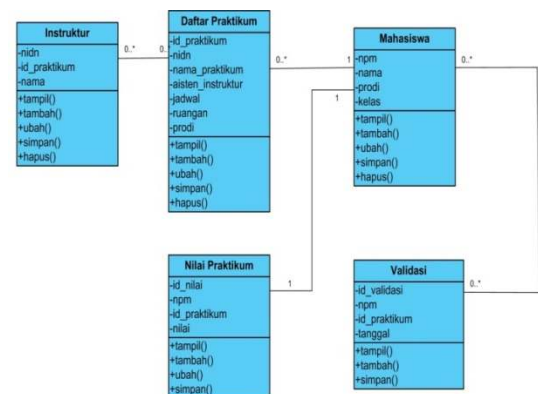 Instruktur
-nidn
-id_praktikum
-nama
+tampil()
+tambah()
+ubah()
+simpan()
+hapus()
0..*
0..
Daftar Praktikum
-id_praktikum
-nidn
-nama_praktikum
-aisten_instruktur
-jadwal
-ruangan
-prodi
+tampil()
+tambah()
+ubah()
+simpan()
+hapus()
0..*
1
Mahasiswa
-npm
-nama
-prodi
-kelas
+tampil()
+tambah()
+ubah()
+simpan()
+hapus()
0..*
1
Nilai Praktikum
-id_nilai
-npm
-id_praktikum
-nilai
+tampil()
+tambah()
+ubah()
+simpan()
1
Validasi
-id_validasi
-npm
-id_praktikum
-tanggal
+tampil()
+tambah()
+simpan()
0..*